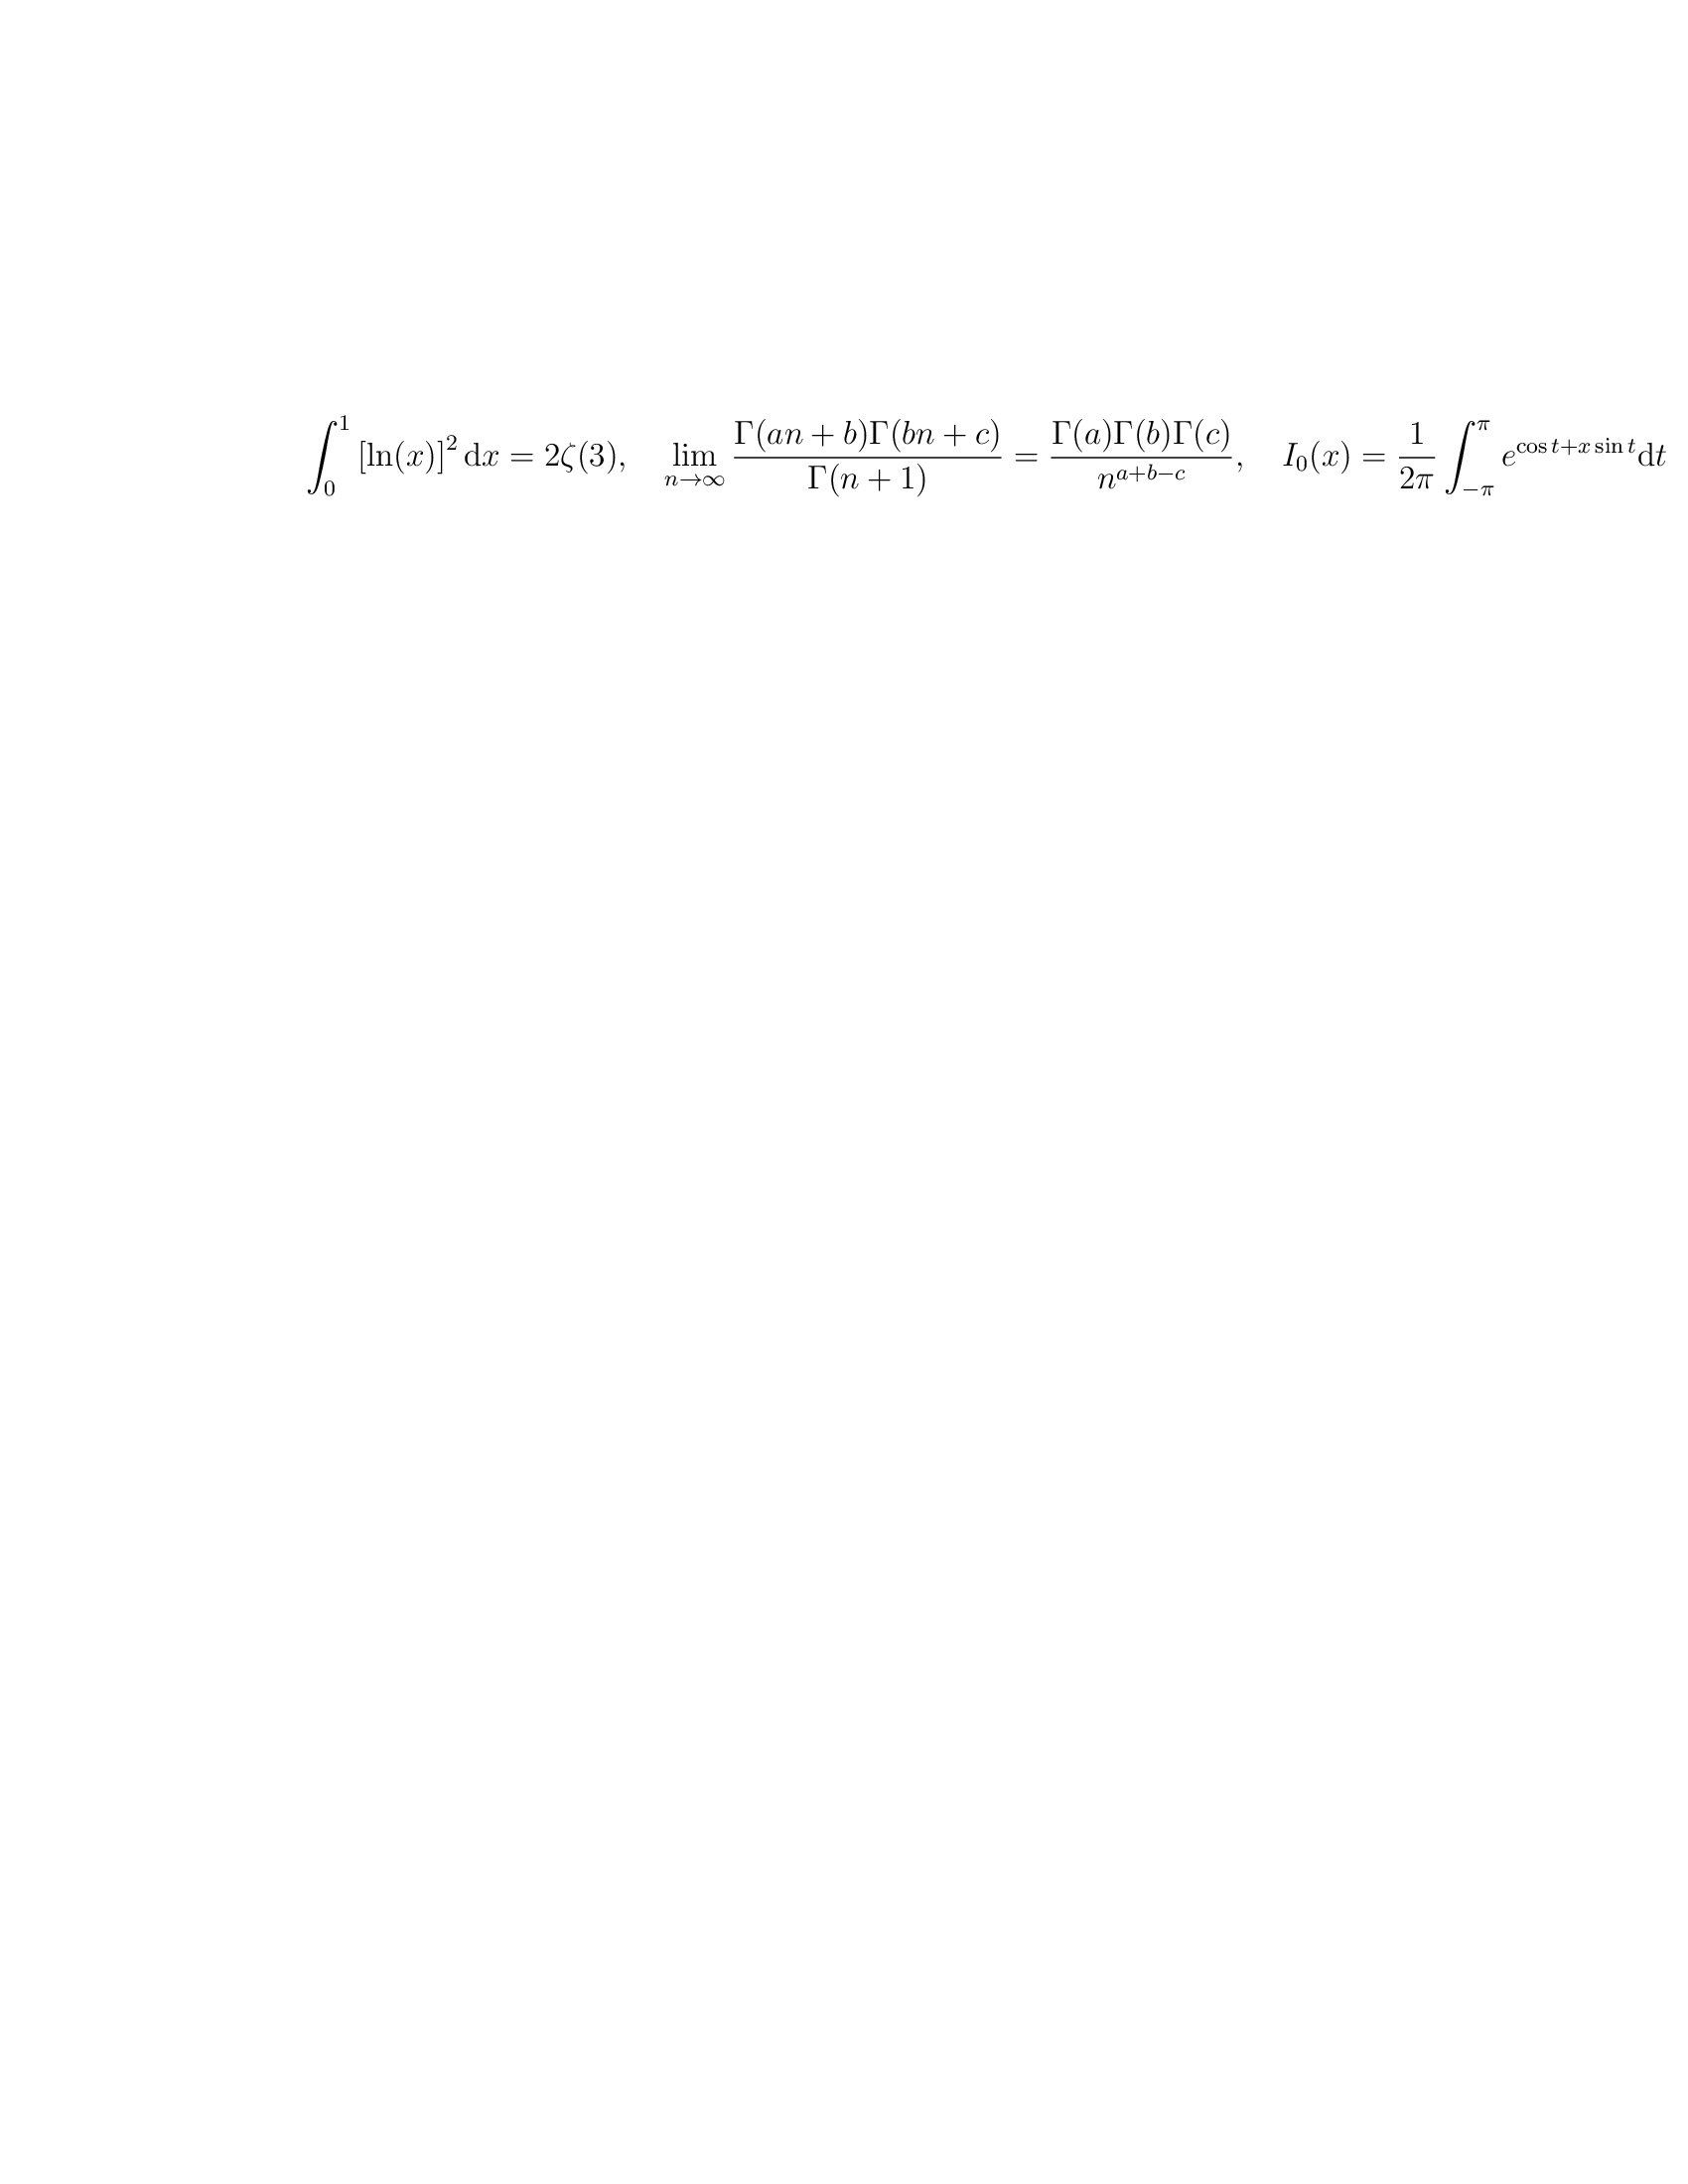 \int_0^1 [\ln(x)]^2 \, \mathrm{d}x = 2\zeta(3), \quad \lim_{n \to \infty} \frac{\Gamma(an+b)\Gamma(bn+c)}{\Gamma(n+1)} = \frac{\Gamma(a)\Gamma(b)\Gamma(c)}{n^{a+b-c}}, \quad I_0(x) = \frac{1}{2\pi} \int_{-\pi}^{\pi} e^{\cos t + x \sin t} \mathrm{d}t